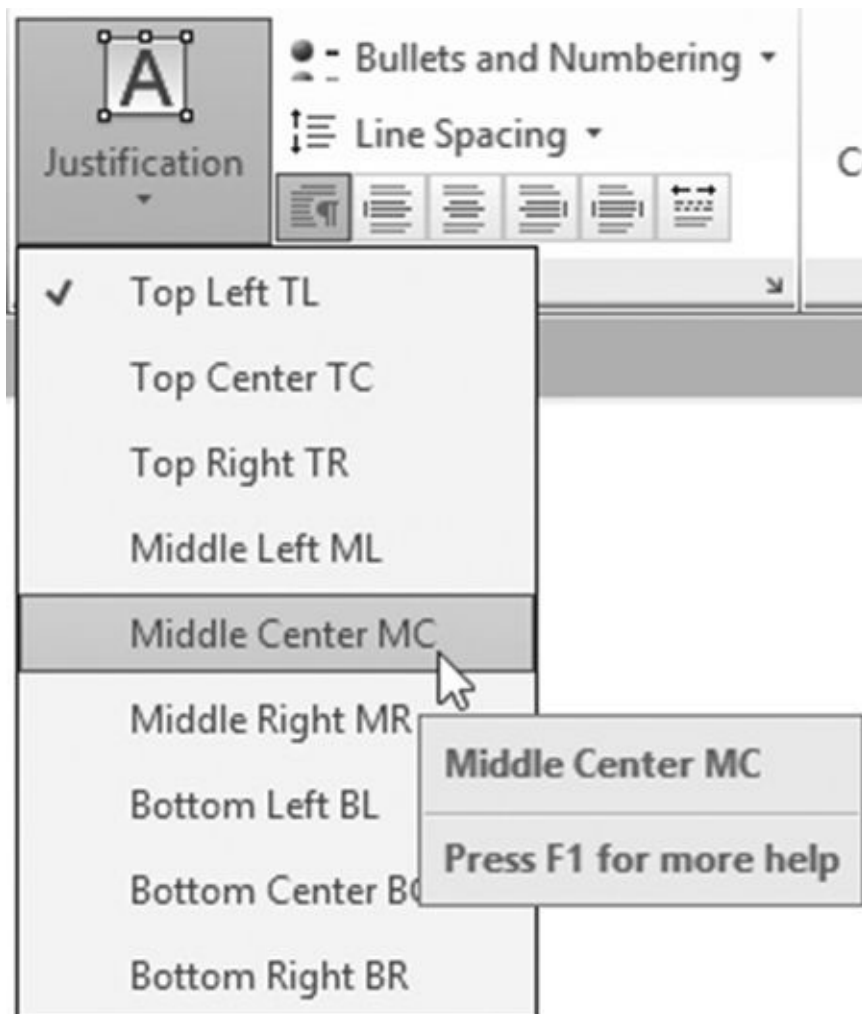 A
Justification
Bullets and Numbering
Line Spacing
C
Top Left TL
Top Center TC
Top Right TR
Middle Left ML
Middle Center MC
Middle Right MR
Bottom Left BL
Bottom Center
Bottom Right BR
Middle Center MC
Press F1 for more help